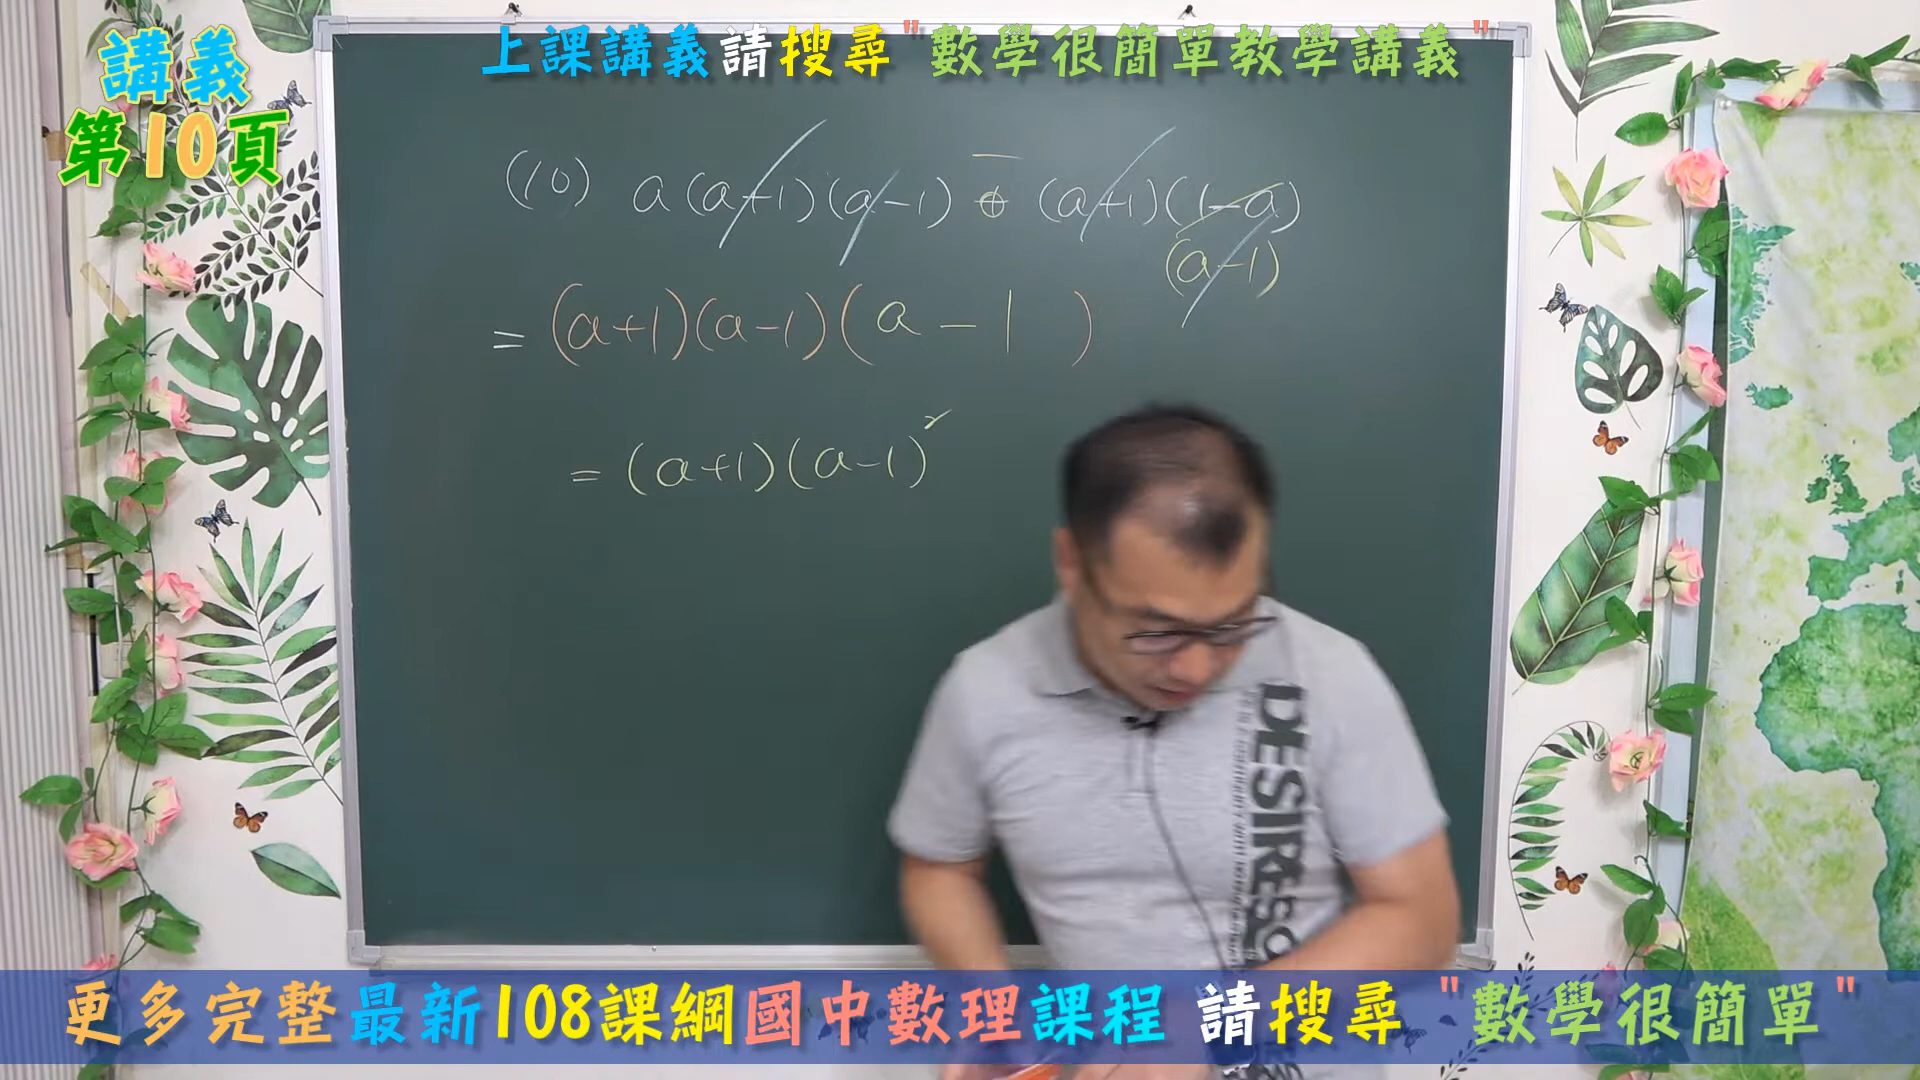 上課講義請搜尋"數學很簡單教學講義"
講義
第10頁
(10) a(a+1)(a-1) + (a+1)(1-a)
(a-1)
= (a+1)(a-1)(a-1)
= (a+1)(a-1)²
DESIRESO
更多完整最新108課綱國中數理課程 請搜尋 "數學很簡單"